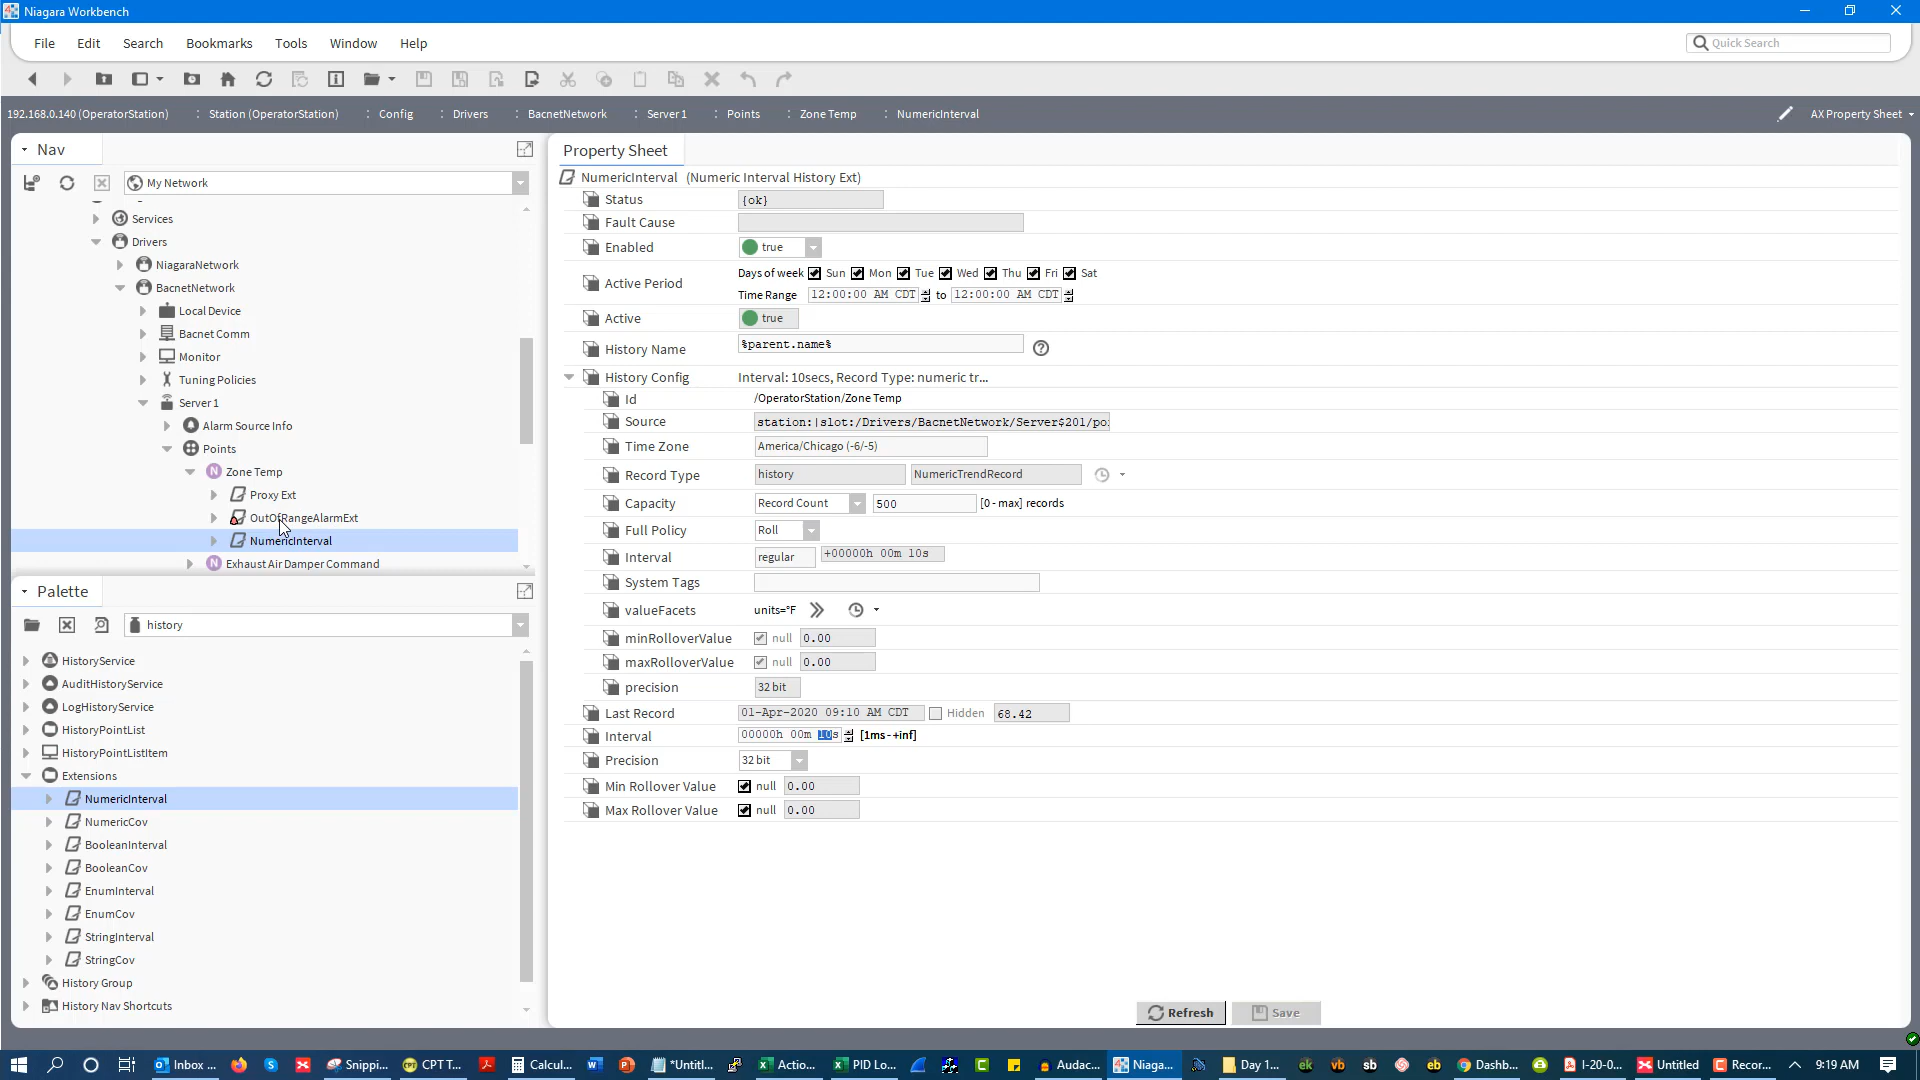 Niagara Workbench
File Edit Search Bookmarks Tools Window Help
Quick Search
192.168.0.140 (OperatorStation) : Station (OperatorStation) : Config : Drivers : BacnetNetwork : Server 1 : Points : Zone Temp : NumericInterval
AX Property Sheet
Nav
My Network
Services
Drivers
NiagaraNetwork
BacnetNetwork
Local Device
Bacnet Comm
Monitor
Tuning Policies
Server 1
Alarm Source Info
Points
Zone Temp
Proxy Ext
OutOfRangeAlarmExt
NumericInterval
Exhaust Air Damper Command
Palette
history
HistoryService
AuditHistoryService
LogHistoryService
HistoryPointList
HistoryPointListItem
Extensions
NumericInterval
NumericCov
BooleanInterval
BooleanCov
EnumInterval
EnumCov
StringInterval
StringCov
History Group
History Nav Shortcuts
Property Sheet
NumericInterval (Numeric Interval History Ext)
Status {ok}
Fault Cause
Enabled true
Active Period
Days of week Sun Mon Tue Wed Thu Fri Sat
Time Range 12:00:00 AM CDT to 12:00:00 AM CDT
Active true
History Name %parent.name%
History Config Interval: 10secs, Record Type: numeric tr...
Id /OperatorStation/Zone Temp
Source station:|slot:/Drivers/BacnetNetwork/Server$201/po
Time Zone America/Chicago (-6/-5)
Record Type history NumericTrendRecord
Capacity Record Count 500 [0 - max] records
Full Policy Roll
Interval regular +00000h 00m 10s
System Tags
valueFacets units=°F
minRolloverValue null 0.00
maxRolloverValue null 0.00
precision 32 bit
Last Record 01-Apr-2020 09:10 AM CDT Hidden 68.42
Interval 00000h 00m 10s [1ms-+inf]
Precision 32 bit
Min Rollover Value null 0.00
Max Rollover Value null 0.00
Refresh Save
Inbox ... Snippi... CPT T... Calcul... *Untitl... Actio... PID Lo... Audac... Niaga... Day 1... ek vb sb eb Dashb... I-20-0... Untitled Recor... 9:19 AM